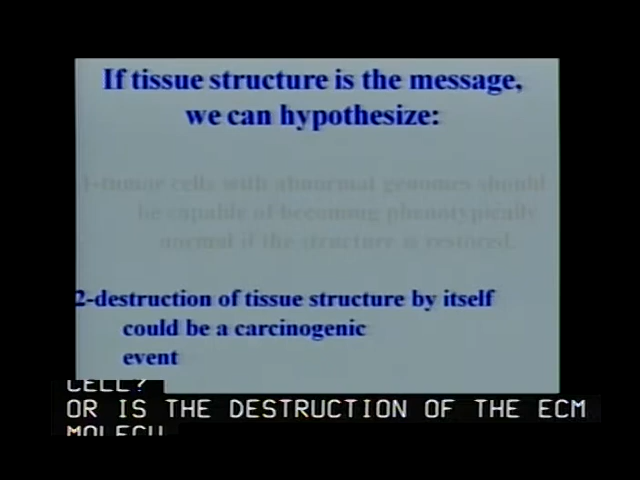 If tissue structure is the message,
we can hypothesize:
1-tumor cells with abnormal genomes should
be capable of becoming phenotypically
normal if the structure is restored.
2-destruction of tissue structure by itself
could be a carcinogenic
event
CELL?
OR IS THE DESTRUCTION OF THE ECM
MOLECU